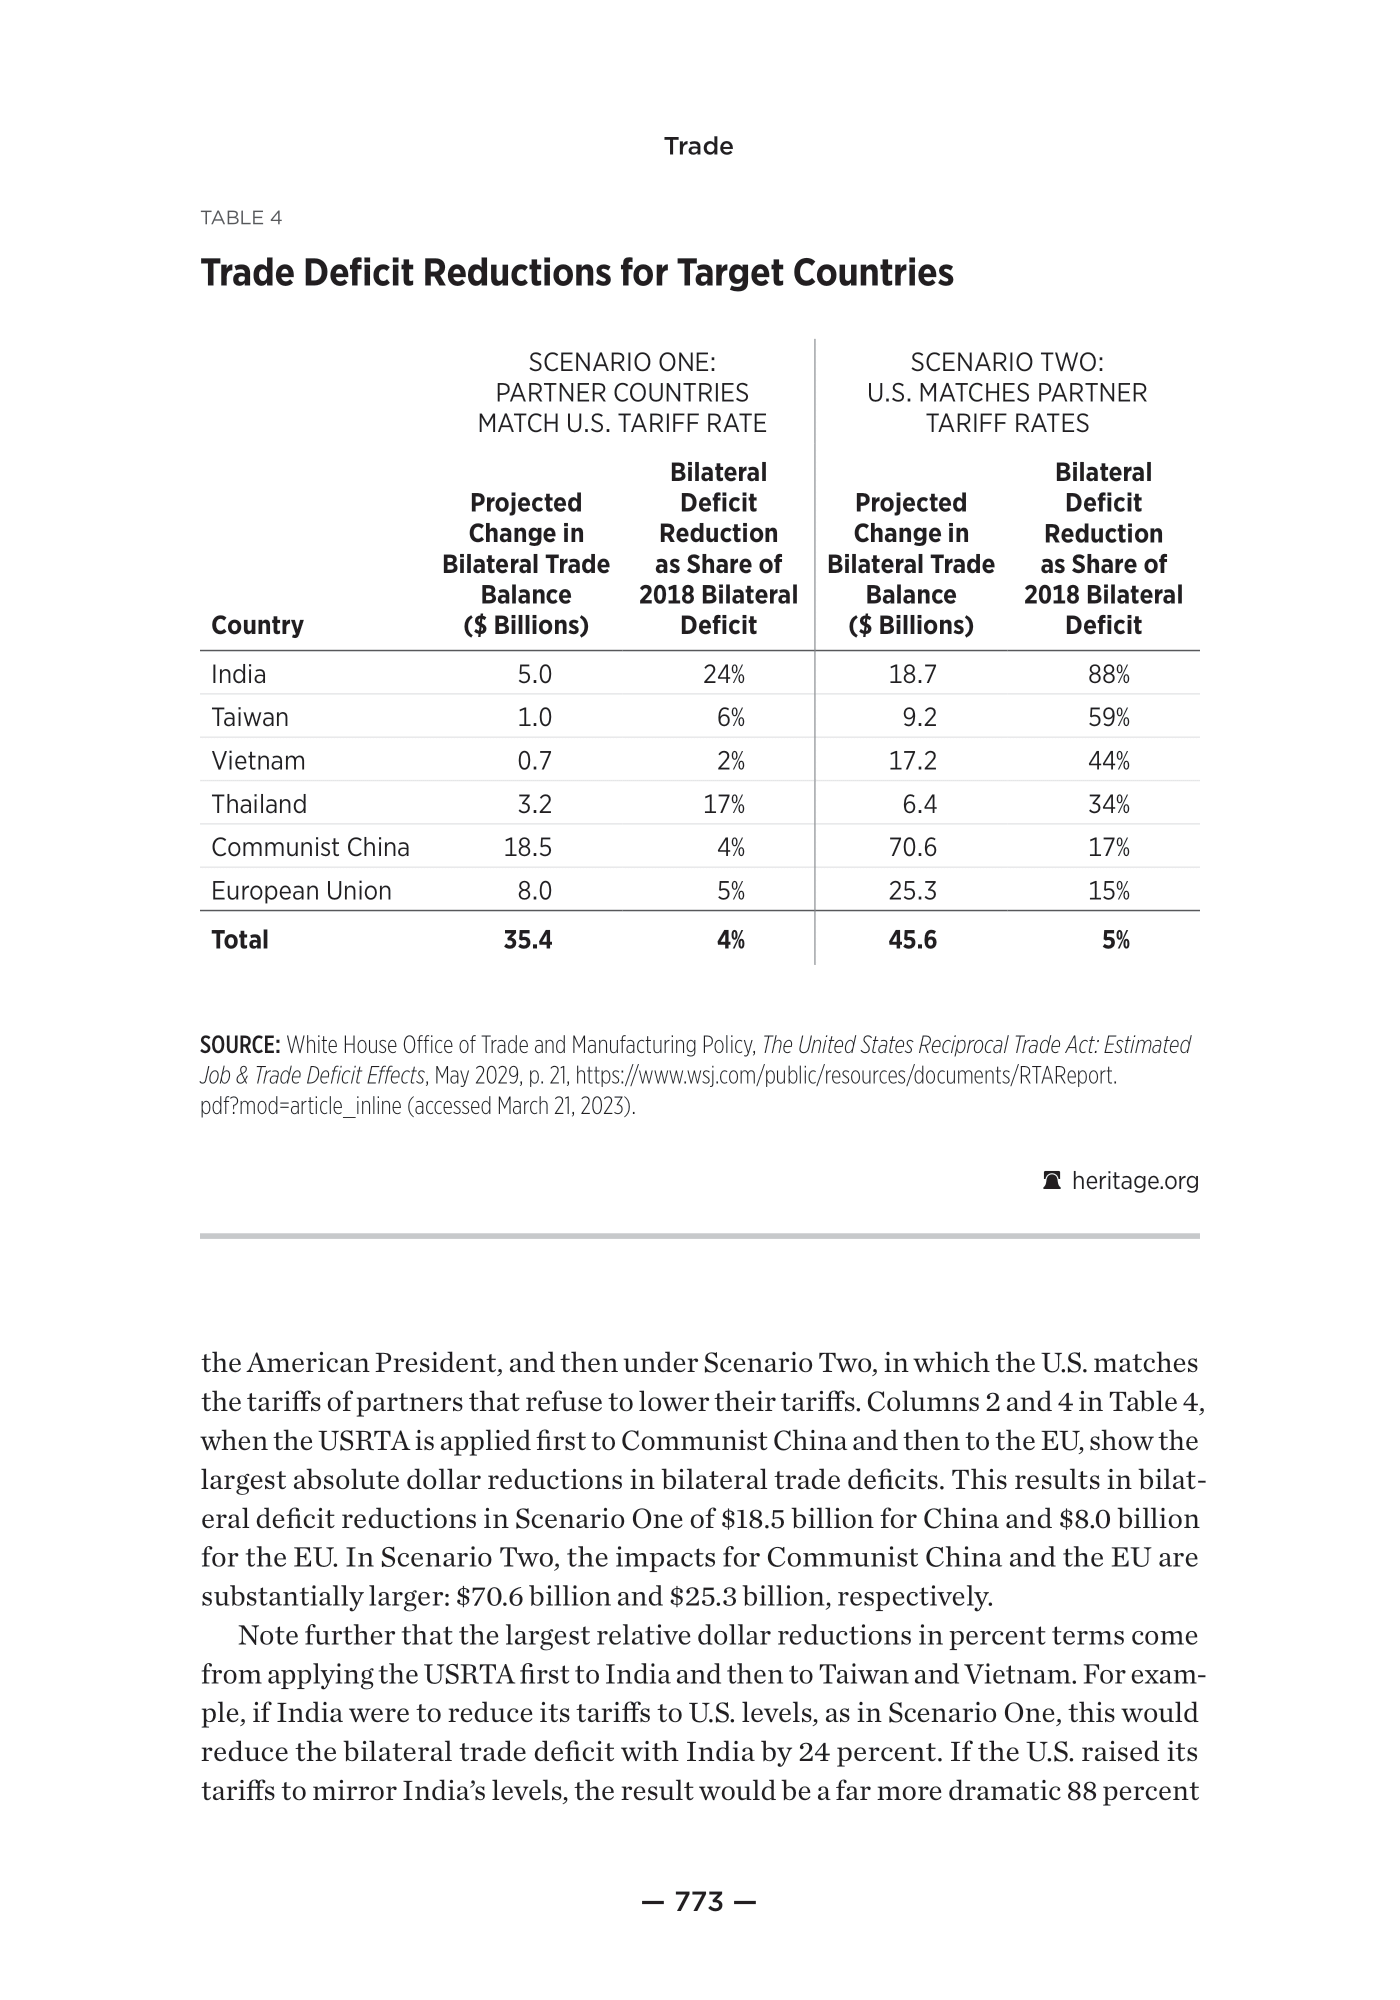 Trade
TABLE 4
Trade Deficit Reductions for Target Countries
SCENARIO ONE:
PARTNER COUNTRIES
MATCH U.S. TARIFF RATE
SCENARIO TWO:
U.S. MATCHES PARTNER
TARIFF RATES
Country
Projected
Change in
Bilateral Trade
Balance
($ Billions)
Bilateral
Deficit
Reduction
as Share of
2018 Bilateral
Deficit
Projected
Change in
Bilateral Trade
Balance
($ Billions)
Bilateral
Deficit
Reduction
as Share of
2018 Bilateral
Deficit
India 5.0 24% 18.7 88%
Taiwan 1.0 6% 9.2 59%
Vietnam 0.7 2% 17.2 44%
Thailand 3.2 17% 6.4 34%
Communist China 18.5 4% 70.6 17%
European Union 8.0 5% 25.3 15%
Total 35.4 4% 45.6 5%
SOURCE: White House Office of Trade and Manufacturing Policy, The United States Reciprocal Trade Act: Estimated
Job & Trade Deficit Effects, May 2029, p. 21, https://www.wsj.com/public/resources/documents/RTAReport.
pdf?mod=article_inline (accessed March 21, 2023).
heritage.org
the American President, and then under Scenario Two, in which the U.S. matches
the tariffs of partners that refuse to lower their tariffs. Columns 2 and 4 in Table 4,
when the USRTA is applied first to Communist China and then to the EU, show the
largest absolute dollar reductions in bilateral trade deficits. This results in bilat-
eral deficit reductions in Scenario One of $18.5 billion for China and $8.0 billion
for the EU. In Scenario Two, the impacts for Communist China and the EU are
substantially larger: $70.6 billion and $25.3 billion, respectively.
Note further that the largest relative dollar reductions in percent terms come
from applying the USRTA first to India and then to Taiwan and Vietnam. For exam-
ple, if India were to reduce its tariffs to U.S. levels, as in Scenario One, this would
reduce the bilateral trade deficit with India by 24 percent. If the U.S. raised its
tariffs to mirror India’s levels, the result would be a far more dramatic 88 percent
— 773 —